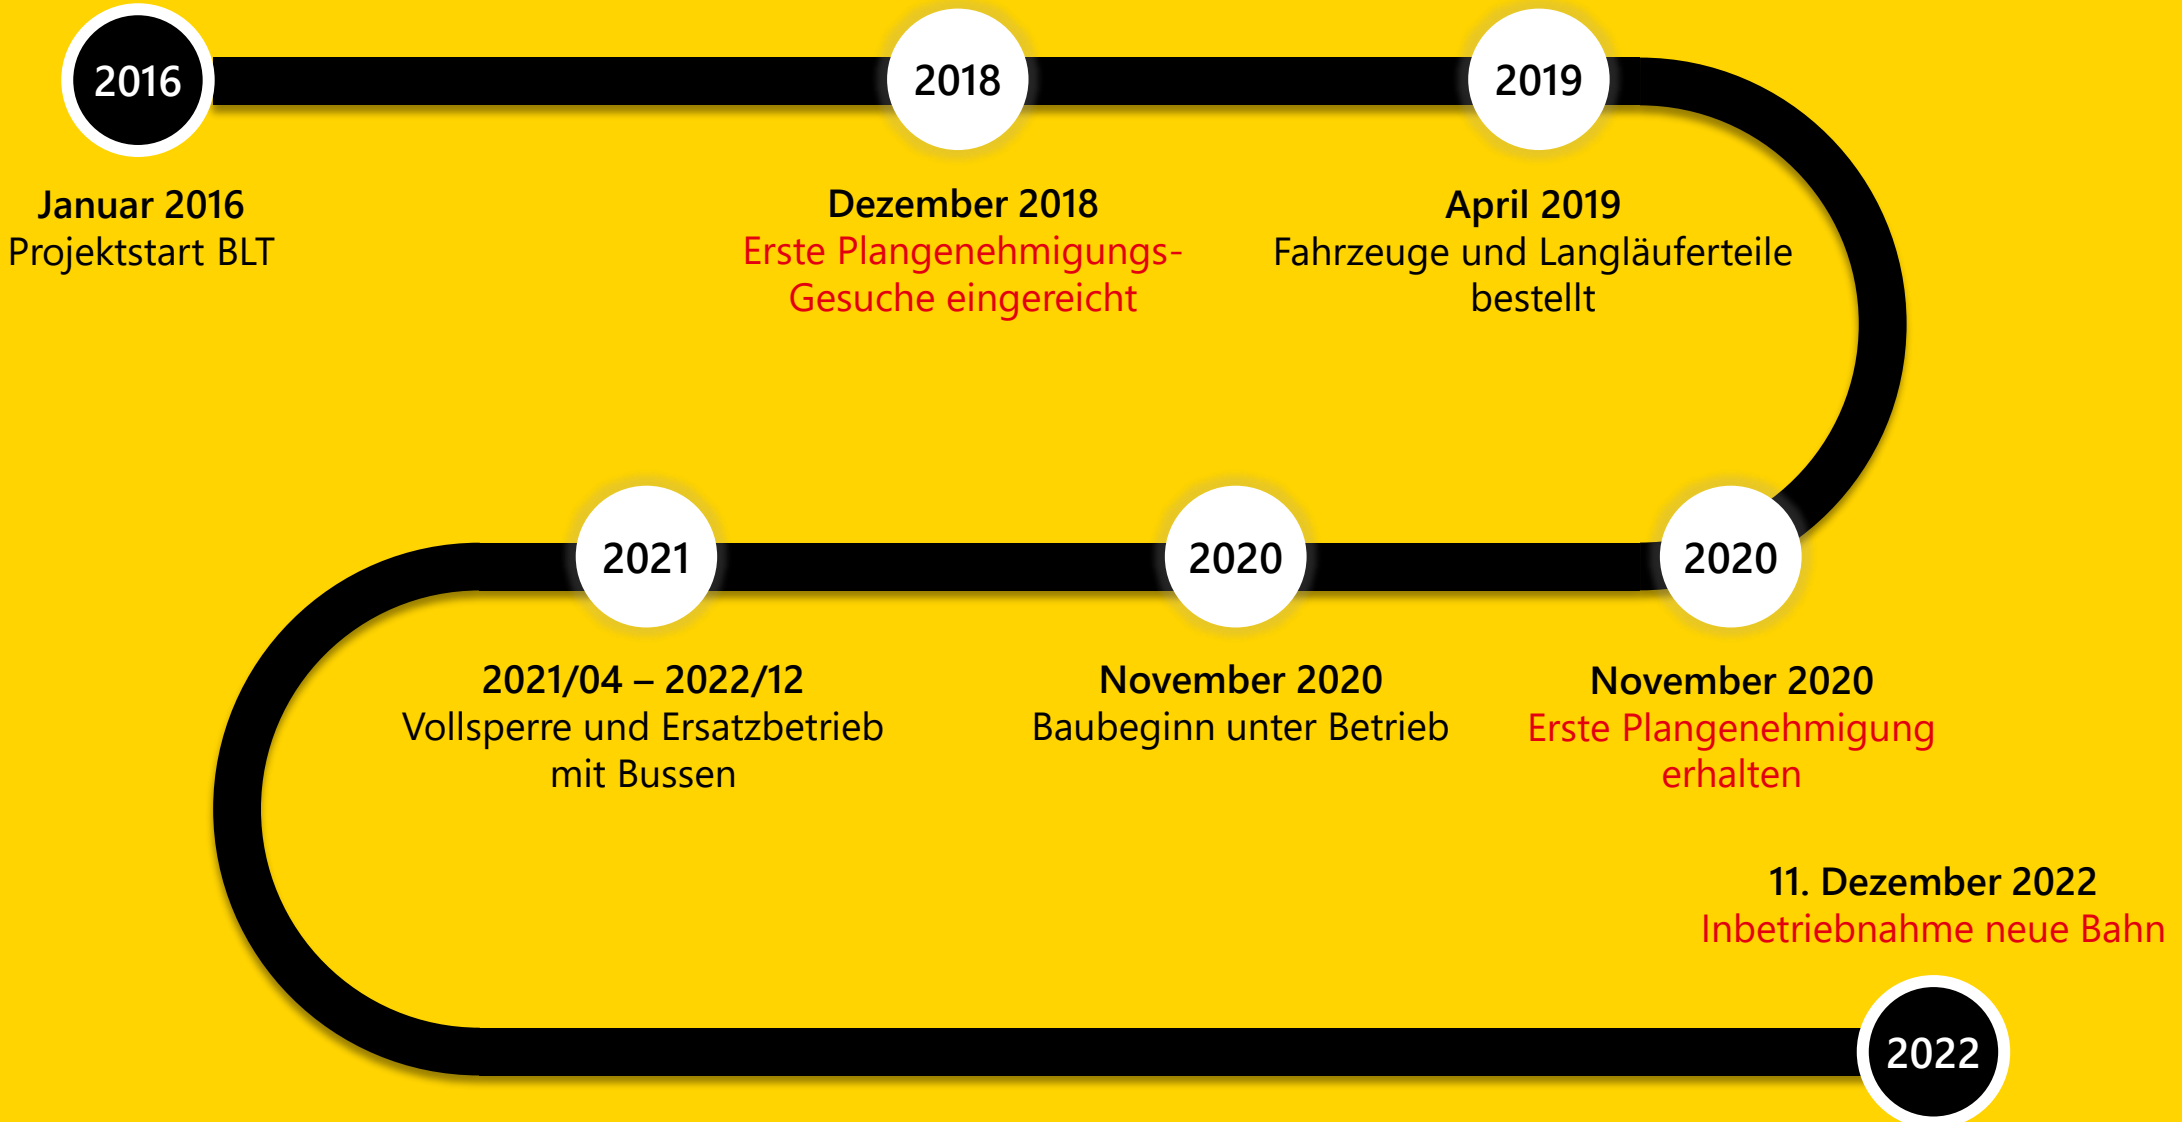 2016
2018
2019
Januar 2016
Projektstart BLT
Dezember 2018
Erste Plangenehmigungs-
Gesuche eingereicht
April 2019
Fahrzeuge und Langläuferteile
bestellt
2020
November 2020
Erste Plangenehmigung
erhalten
2020
November 2020
Baubeginn unter Betrieb
2021
2021/04 – 2022/12
Vollsperre und Ersatzbetrieb
mit Bussen
11. Dezember 2022
Inbetriebnahme neue Bahn
2022